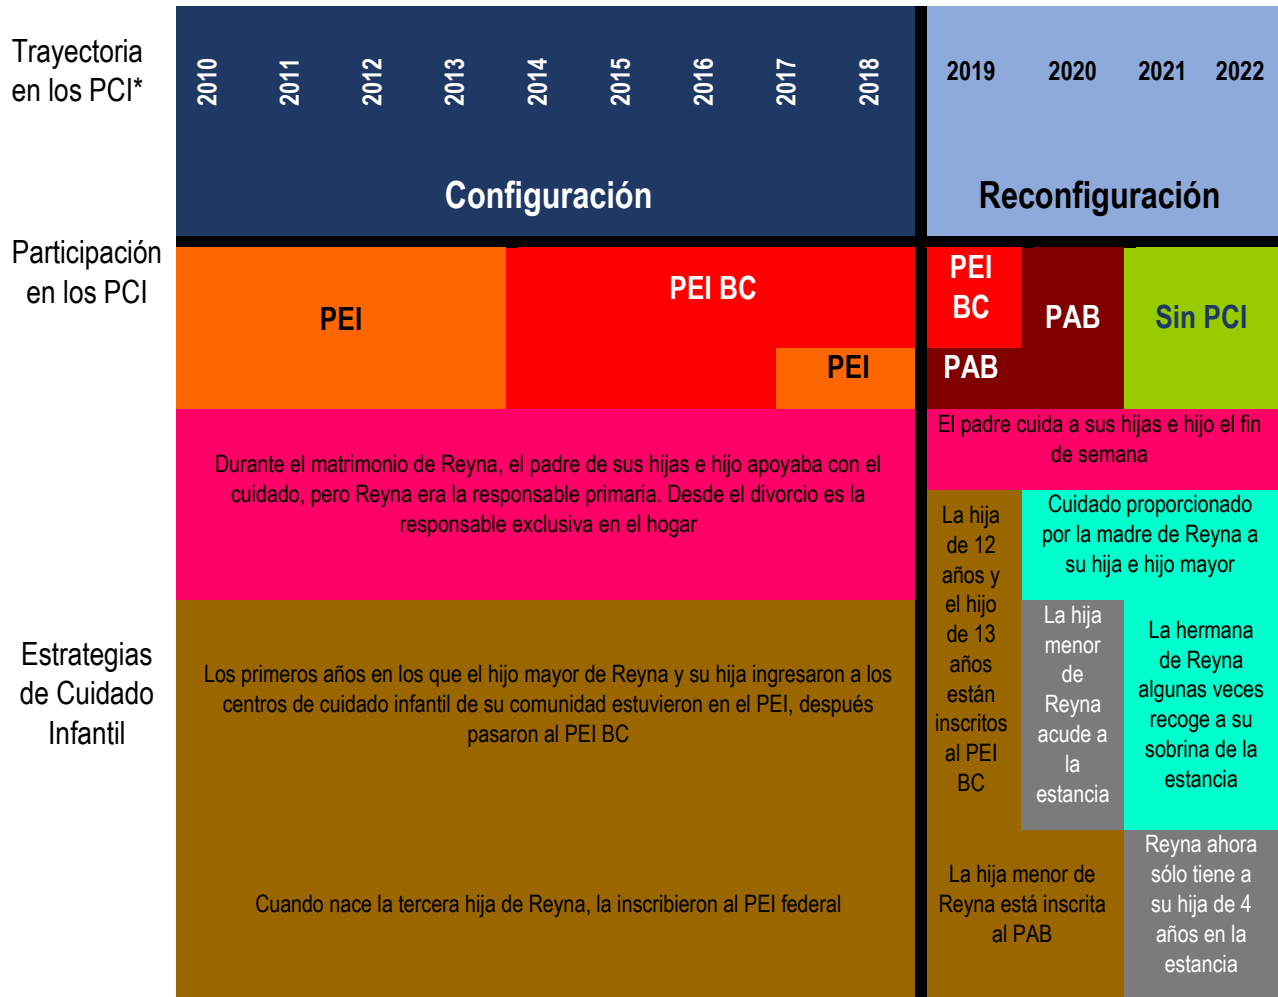 Trayectoria
en los PCI*
2010 2011 2012 2013 2014 2015 2016 2017 2018
2019 2020 2021 2022
Configuración
Reconfiguración
Participación
en los PCI
PEI
PEI BC
PEI
PEI
BC
PAB
PAB
Sin PCI
Estrategias
de Cuidado
Infantil
Durante el matrimonio de Reyna, el padre de sus hijas e hijo apoyaba con el
cuidado, pero Reyna era la responsable primaria. Desde el divorcio es la
responsable exclusiva en el hogar
El padre cuida a sus hijas e hijo el fin
de semana
Los primeros años en los que el hijo mayor de Reyna y su hija ingresaron a los
centros de cuidado infantil de su comunidad estuvieron en el PEI, después
pasaron al PEI BC
La hija
de 12
años y
el hijo
de 13
años
están
inscritos
al PEI
BC
Cuidado proporcionado
por la madre de Reyna a
su hija e hijo mayor
La hija
menor
de
Reyna
acude a
la
estancia
La hermana
de Reyna
algunas veces
recoge a su
sobrina de la
estancia
Cuando nace la tercera hija de Reyna, la inscribieron al PEI federal
La hija menor de
Reyna está inscrita
al PAB
Reyna ahora
sólo tiene a
su hija de 4
años en la
estancia